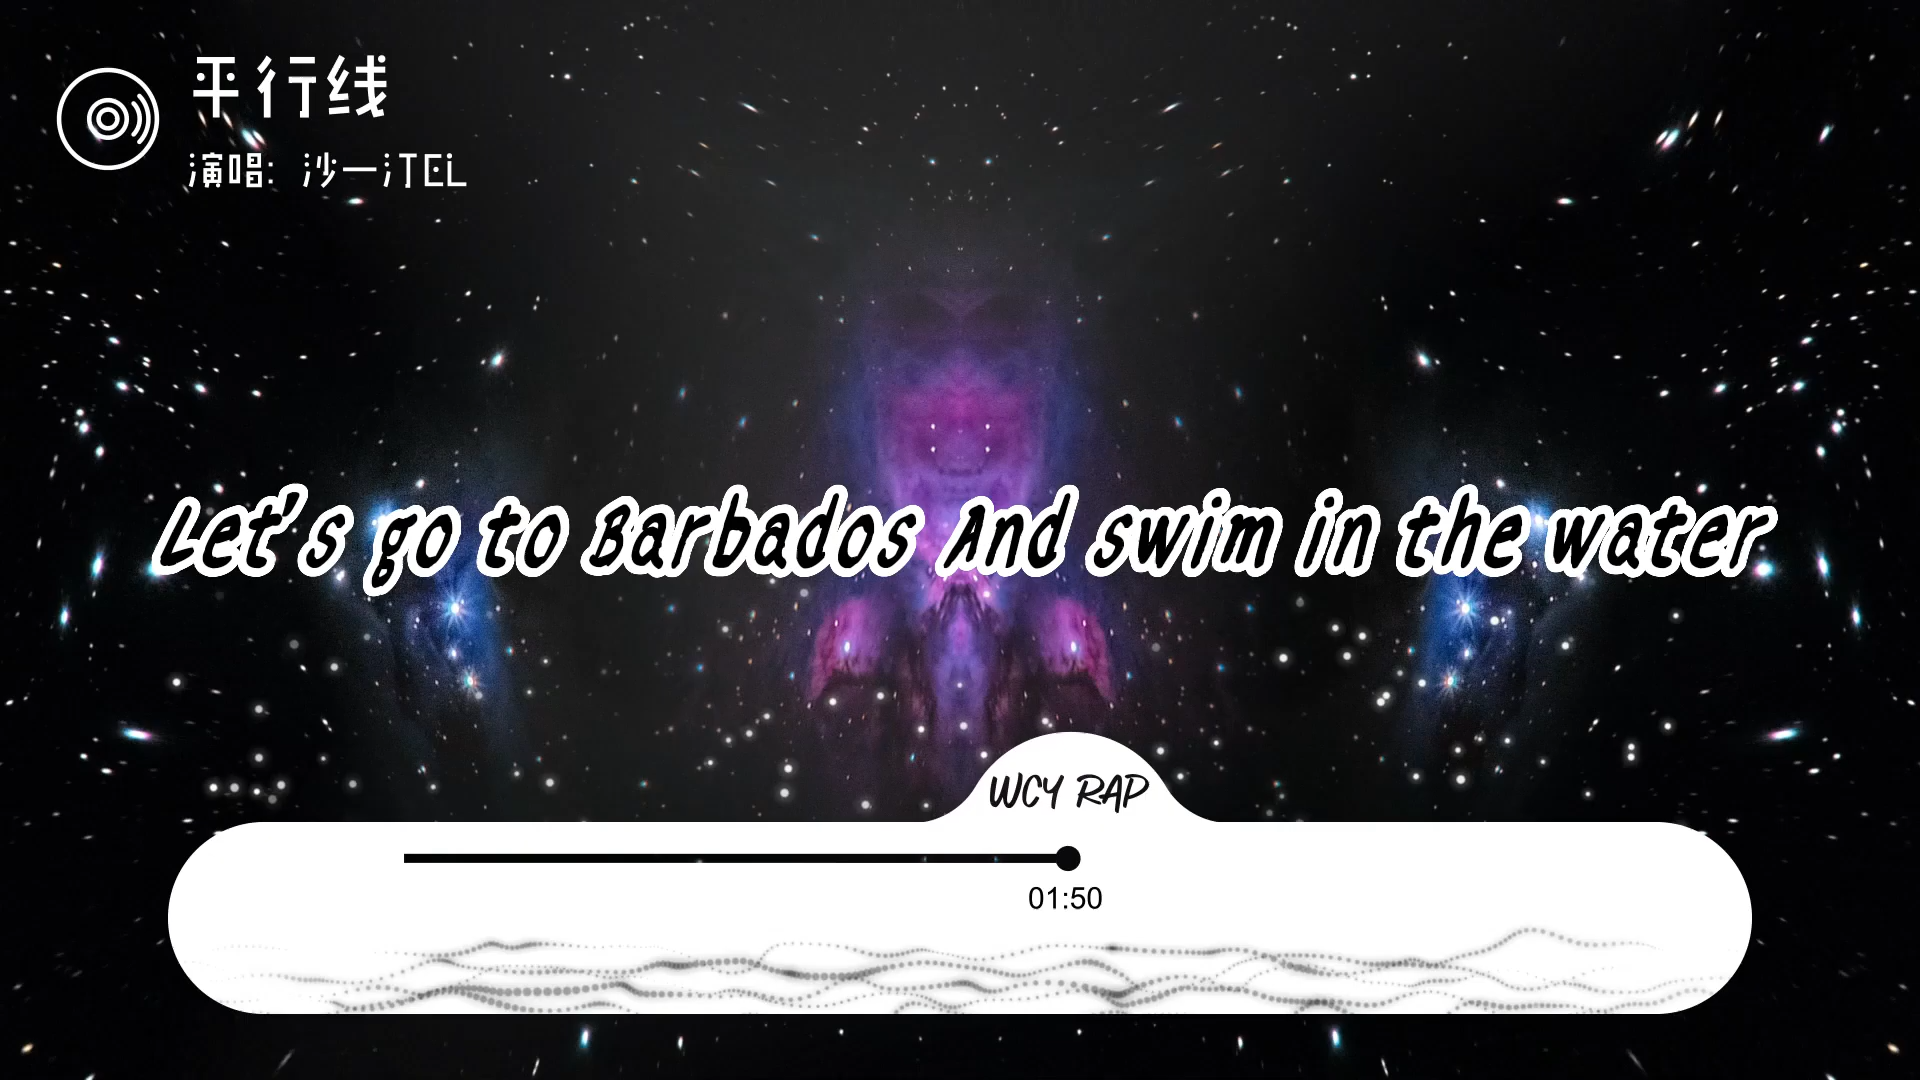 平行线
演唱: 沙一汀EL
Let's go to Barbados And swim in the water
WCY RAP
01:50